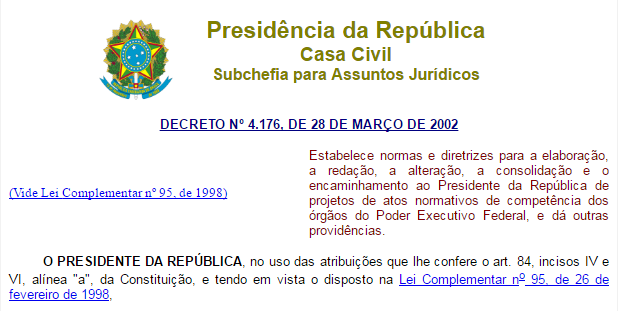 Presidência da República
Casa Civil
Subchefia para Assuntos Jurídicos
DECRETO Nº 4.176, DE 28 DE MARÇO DE 2002
(Vide Lei Complementar nº 95, de 1998)
Estabelece normas e diretrizes para a elaboração,
a redação, a alteração, a consolidação e o
encaminhamento ao Presidente da República de
projetos de atos normativos de competência dos
órgãos do Poder Executivo Federal, e dá outras
providências.
O PRESIDENTE DA REPÚBLICA, no uso das atribuições que lhe confere o art. 84, incisos IV e
VI, alínea "a", da Constituição, e tendo em vista o disposto na Lei Complementar nº 95, de 26 de
fevereiro de 1998,